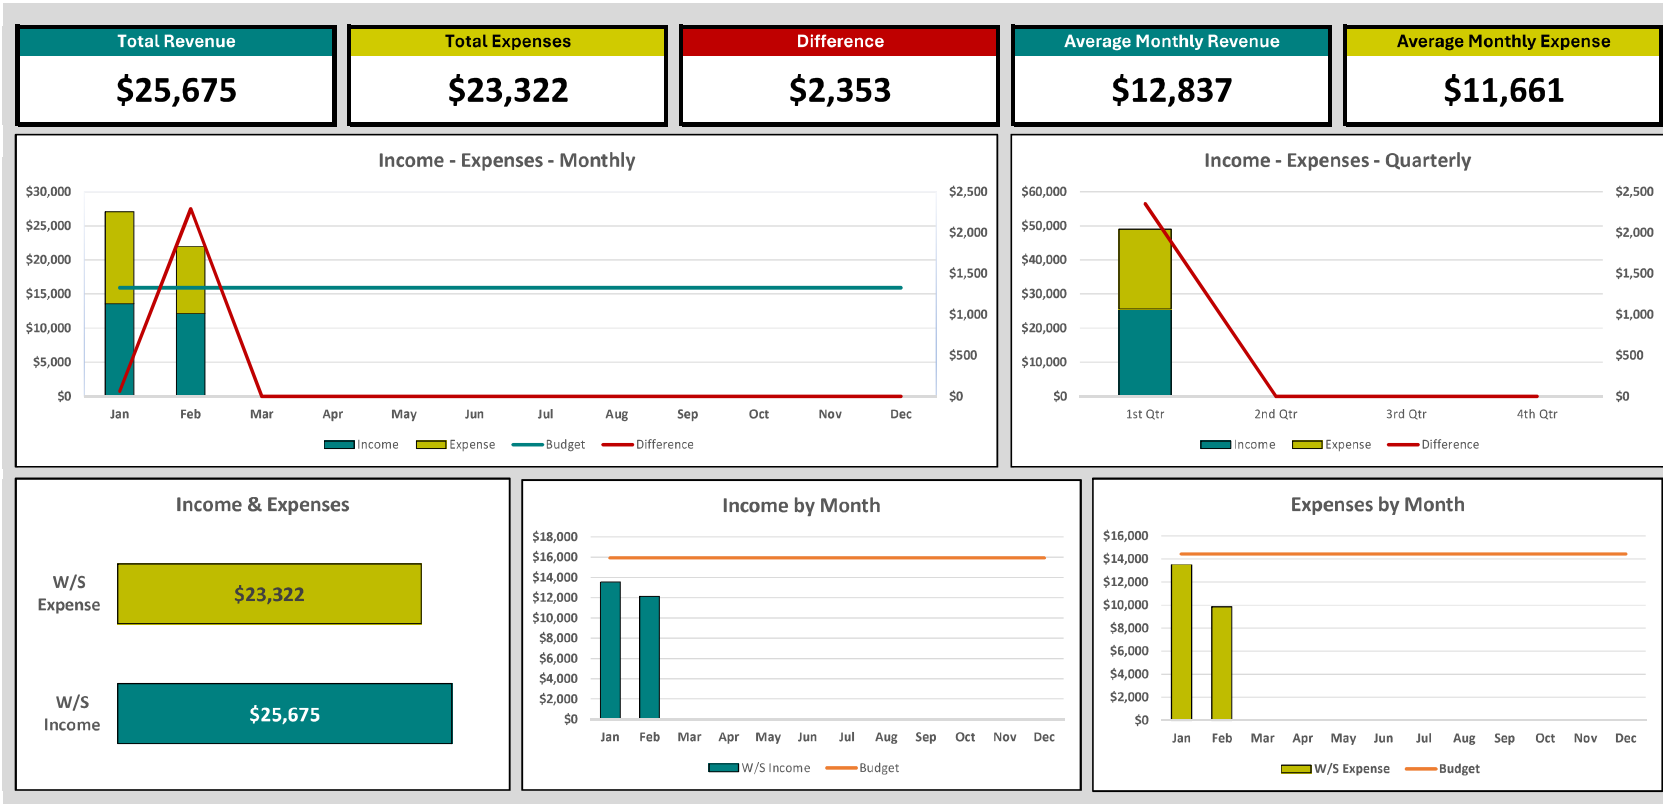 Total Revenue
$25,675
Total Expenses
$23,322
Difference
$2,353
Average Monthly Revenue
$12,837
Average Monthly Expense
$11,661
Income - Expenses - Monthly
$30,000
$25,000
$20,000
$15,000
$10,000
$5,000
$0
$2,500
$2,000
$1,500
$1,000
$500
$0
Jan Feb Mar Apr May Jun Jul Aug Sep Oct Nov Dec
Income Expense Budget Difference
Income - Expenses - Quarterly
$60,000
$50,000
$40,000
$30,000
$20,000
$10,000
$0
$2,500
$2,000
$1,500
$1,000
$500
$0
1st Qtr 2nd Qtr 3rd Qtr 4th Qtr
Income Expense Difference
Income & Expenses
W/S
Expense
$23,322
W/S
Income
$25,675
Income by Month
$18,000
$16,000
$14,000
$12,000
$10,000
$8,000
$6,000
$4,000
$2,000
$0
Jan Feb Mar Apr May Jun Jul Aug Sep Oct Nov Dec
W/S Income Budget
Expenses by Month
$16,000
$14,000
$12,000
$10,000
$8,000
$6,000
$4,000
$2,000
$0
Jan Feb Mar Apr May Jun Jul Aug Sep Oct Nov Dec
W/S Expense Budget